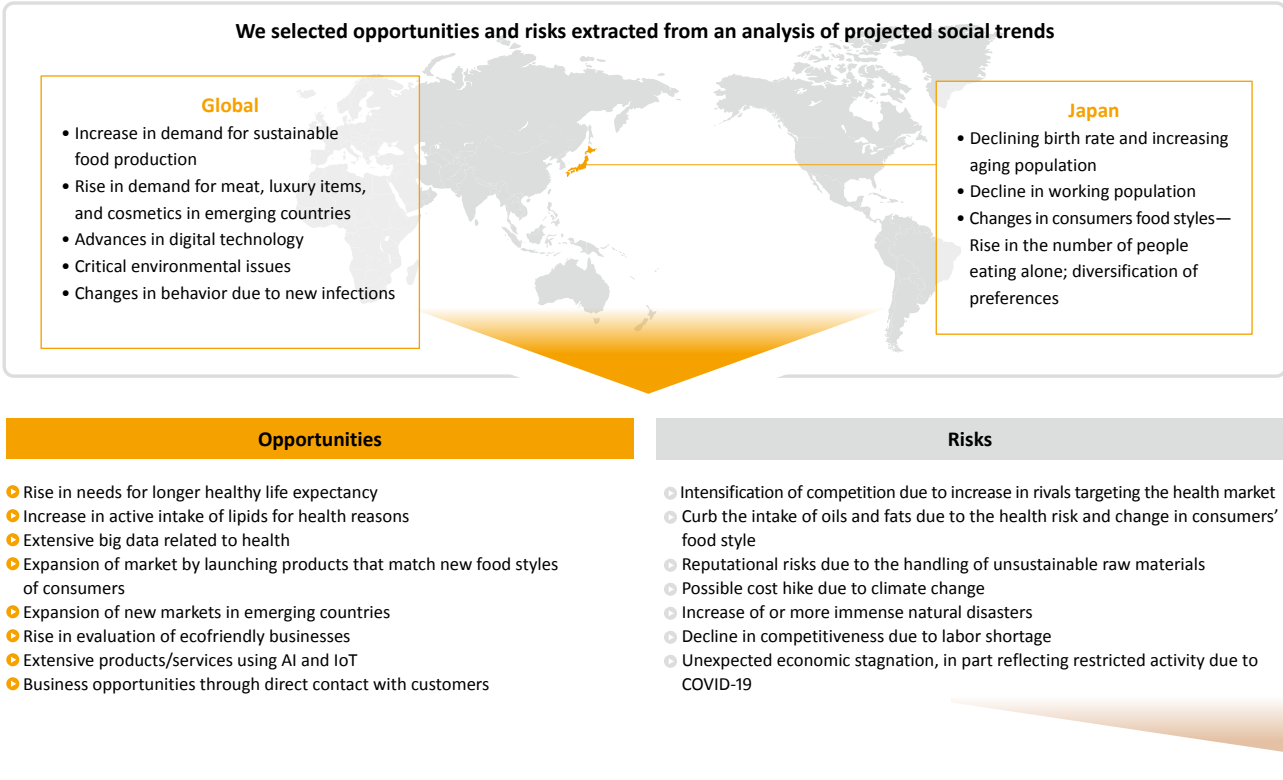 We selected opportunities and risks extracted from an analysis of projected social trends
Global
• Increase in demand for sustainable
food production
• Rise in demand for meat, luxury items,
and cosmetics in emerging countries
• Advances in digital technology
• Critical environmental issues
• Changes in behavior due to new infections
Japan
• Declining birth rate and increasing
aging population
• Decline in working population
• Changes in consumers food styles—
Rise in the number of people
eating alone; diversification of
preferences
Opportunities
Rise in needs for longer healthy life expectancy
Increase in active intake of lipids for health reasons
Extensive big data related to health
Expansion of market by launching products that match new food styles
of consumers
Expansion of new markets in emerging countries
Rise in evaluation of ecofriendly businesses
Extensive products/services using AI and IoT
Business opportunities through direct contact with customers
Risks
Intensification of competition due to increase in rivals targeting the health market
Curb the intake of oils and fats due to the health risk and change in consumers’
food style
Reputational risks due to the handling of unsustainable raw materials
Possible cost hike due to climate change
Increase of or more immense natural disasters
Decline in competitiveness due to labor shortage
Unexpected economic stagnation, in part reflecting restricted activity due to
COVID-19